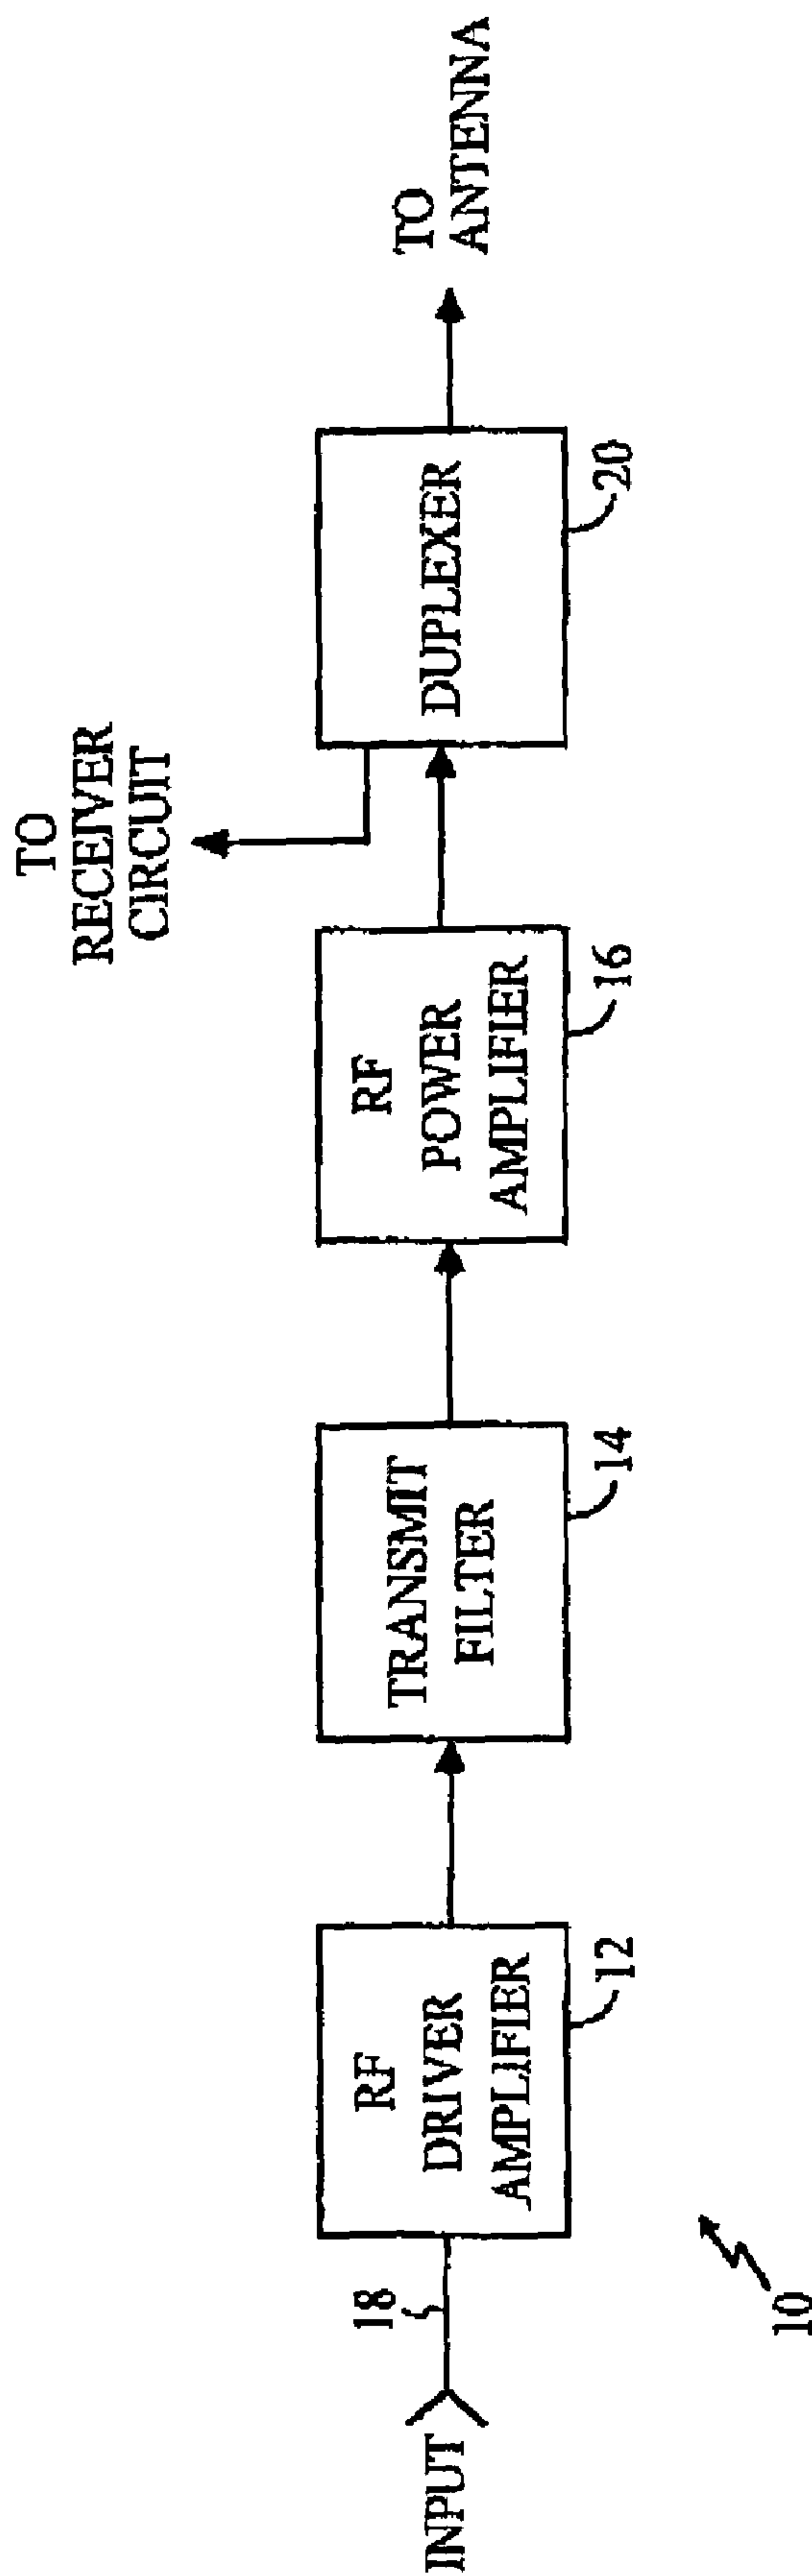 TO
RECEIVER
CIRCUIT
INPUT
18
RF
DRIVER
AMPLIFIER
12
TRANSMIT
FILTER
14
RF
POWER
AMPLIFIER
16
DUPLEXER
20
TO
ANTENNA
10